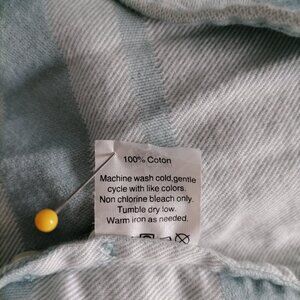 100% Coton
Machine wash cold,gentle
cycle with like colors.
Non chlorine bleach only.
Tumble dry low.
Warm iron as needed.